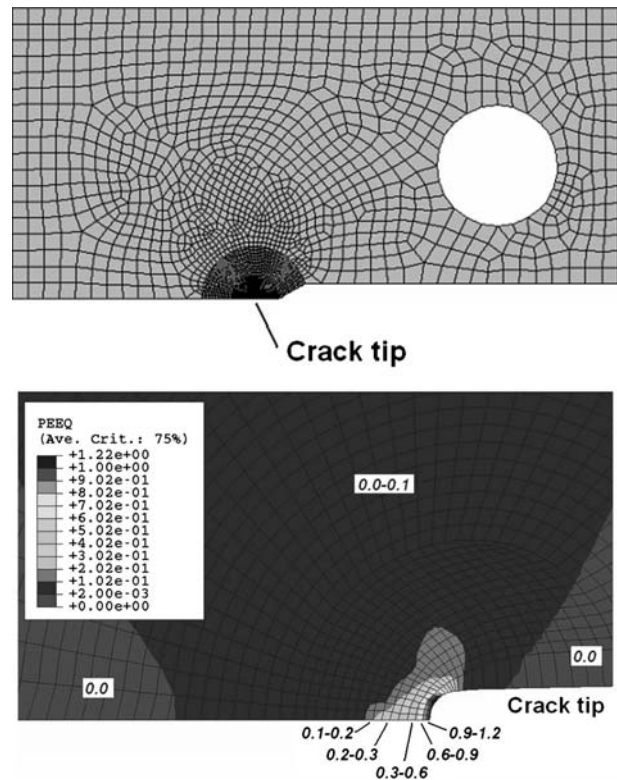 Crack tip
PEEQ
(Ave. Crit.: 75%)
+1.22e+00
+1.00e+00
+9.02e-01
+8.02e-01
+7.02e-01
+6.02e-01
+5.02e-01
+4.02e-01
+3.02e-01
+2.02e-01
+1.02e-01
+2.00e-03
+0.00e+00
0.0-0.1
0.0
0.0
Crack tip
0.1-0.2
0.9-1.2
0.2-0.3
0.6-0.9
0.3-0.6